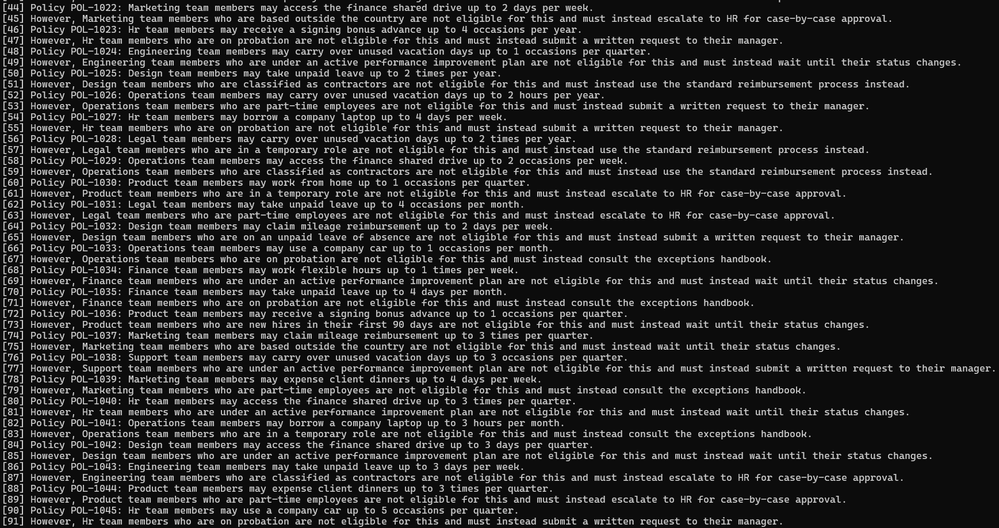 [44] Policy POL-1022: Marketing team members may access the finance shared drive up to 2 days per week.
[45] However, Marketing team members who are based outside the country are not eligible for this and must instead escalate to HR for case-by-case approval.
[46] Policy POL-1023: Hr team members may receive a signing bonus advance up to 4 occasions per year.
[47] However, Hr team members who are on probation are not eligible for this and must instead submit a written request to their manager.
[48] Policy POL-1024: Engineering team members may carry over unused vacation days up to 1 occasions per quarter.
[49] However, Engineering team members who are under an active performance improvement plan are not eligible for this and must instead wait until their status changes.
[50] Policy POL-1025: Design team members may take unpaid leave up to 2 times per year.
[51] However, Design team members who are classified as contractors are not eligible for this and must instead use the standard reimbursement process instead.
[52] Policy POL-1026: Operations team members may carry over unused vacation days up to 2 hours per year.
[53] However, Operations team members who are part-time employees are not eligible for this and must instead submit a written request to their manager.
[54] Policy POL-1027: Hr team members may borrow a company laptop up to 4 days per week.
[55] However, Hr team members who are on probation are not eligible for this and must instead submit a written request to their manager.
[56] Policy POL-1028: Legal team members may carry over unused vacation days up to 2 times per year.
[57] However, Legal team members who are in a temporary role are not eligible for this and must instead use the standard reimbursement process instead.
[58] Policy POL-1029: Operations team members may access the finance shared drive up to 2 occasions per week.
[59] However, Operations team members who are classified as contractors are not eligible for this and must instead use the standard reimbursement process instead.
[60] Policy POL-1030: Product team members may work from home up to 1 occasions per quarter.
[61] However, Product team members who are in a temporary role are not eligible for this and must instead escalate to HR for case-by-case approval.
[62] Policy POL-1031: Legal team members may take unpaid leave up to 4 occasions per month.
[63] However, Legal team members who are part-time employees are not eligible for this and must instead escalate to HR for case-by-case approval.
[64] Policy POL-1032: Design team members may claim mileage reimbursement up to 2 days per week.
[65] However, Design team members who are on an unpaid leave of absence are not eligible for this and must instead submit a written request to their manager.
[66] Policy POL-1033: Operations team members may use a company car up to 1 occasions per month.
[67] However, Operations team members who are on probation are not eligible for this and must instead consult the exceptions handbook.
[68] Policy POL-1034: Finance team members may work flexible hours up to 1 times per week.
[69] However, Finance team members who are under an active performance improvement plan are not eligible for this and must instead wait until their status changes.
[70] Policy POL-1035: Finance team members may take unpaid leave up to 4 days per month.
[71] However, Finance team members who are on probation are not eligible for this and must instead consult the exceptions handbook.
[72] Policy POL-1036: Product team members may receive a signing bonus advance up to 1 occasions per quarter.
[73] However, Product team members who are new hires in their first 90 days are not eligible for this and must instead wait until their status changes.
[74] Policy POL-1037: Marketing team members may claim mileage reimbursement up to 3 times per quarter.
[75] However, Marketing team members who are based outside the country are not eligible for this and must instead wait until their status changes.
[76] Policy POL-1038: Support team members may carry over unused vacation days up to 3 occasions per quarter.
[77] However, Support team members who are under an active performance improvement plan are not eligible for this and must instead submit a written request to their manager.
[78] Policy POL-1039: Marketing team members may expense client dinners up to 4 days per week.
[79] However, Marketing team members who are part-time employees are not eligible for this and must instead consult the exceptions handbook.
[80] Policy POL-1040: Hr team members may access the finance shared drive up to 3 times per quarter.
[81] However, Hr team members who are under an active performance improvement plan are not eligible for this and must instead wait until their status changes.
[82] Policy POL-1041: Operations team members may borrow a company laptop up to 3 hours per month.
[83] However, Operations team members who are in a temporary role are not eligible for this and must instead consult the exceptions handbook.
[84] Policy POL-1042: Design team members may access the finance shared drive up to 3 days per quarter.
[85] However, Design team members who are under an active performance improvement plan are not eligible for this and must instead wait until their status changes.
[86] Policy POL-1043: Engineering team members may take unpaid leave up to 3 days per week.
[87] However, Engineering team members who are classified as contractors are not eligible for this and must instead escalate to HR for case-by-case approval.
[88] Policy POL-1044: Product team members may expense client dinners up to 3 times per quarter.
[89] However, Product team members who are part-time employees are not eligible for this and must instead escalate to HR for case-by-case approval.
[90] Policy POL-1045: Hr team members may use a company car up to 5 occasions per quarter.
[91] However, Hr team members who are on probation are not eligible for this and must instead submit a written request to their manager.